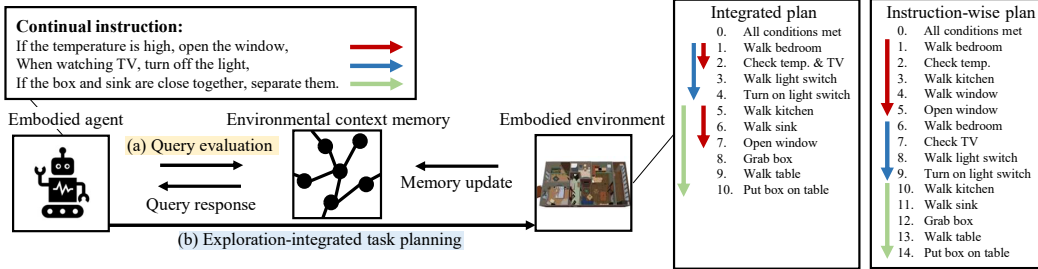 Continual instruction:
If the temperature is high, open the window,
When watching TV, turn off the light,
If the box and sink are close together, separate them.
Embodied agent
Environmental context memory
Embodied environment
(a) Query evaluation
Query response
Memory update
(b) Exploration-integrated task planning
Integrated plan
0. All conditions met
1. Walk bedroom
2. Check temp. & TV
3. Walk light switch
4. Turn on light switch
5. Walk kitchen
6. Walk sink
7. Open window
8. Grab box
9. Walk table
10. Put box on table
Instruction-wise plan
0. All conditions met
1. Walk bedroom
2. Check temp.
3. Walk kitchen
4. Walk window
5. Open window
6. Walk bedroom
7. Check TV
8. Walk light switch
9. Turn on light switch
10. Walk kitchen
11. Walk sink
12. Grab box
13. Walk table
14. Put box on table